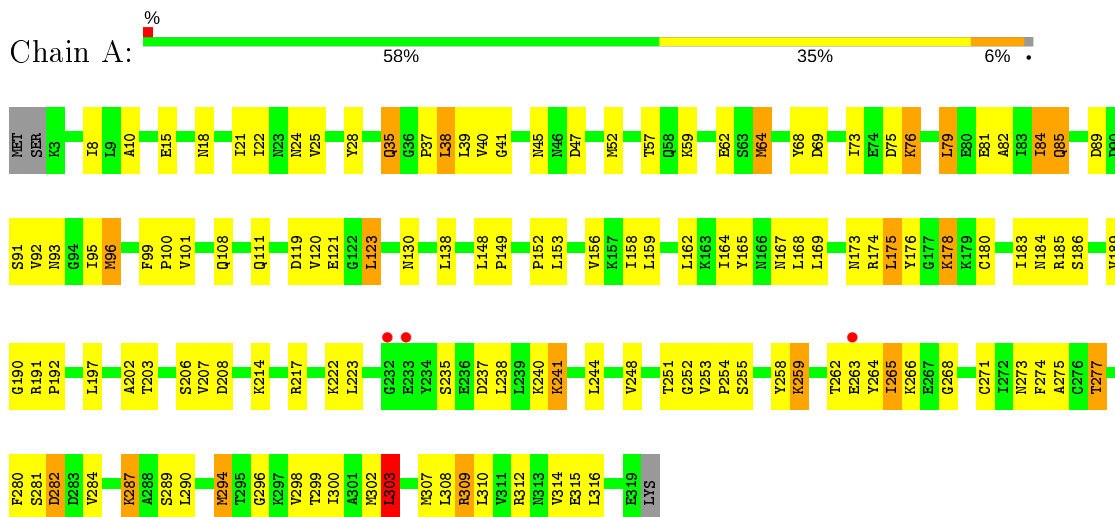 %
Chain A:
58% 35% 6% •
MET SER K3 I8 L9 A10 E15 N18 I21 I22 N23 N24 V25 Y28 Q35 G36 P37 L38 L39 V40 G41 N45 N46 D47 M52 T57 Q58 K59 E62 S63 M64 Y68 D69 I73 E74 D75 K76 L79 E80 E81 A82 I83 I84 Q85 D89 D90
S91 V92 N93 G94 I95 M96 F99 P100 V101 Q108 Q111 D119 V120 E121 G122 L123 N130 L138 L148 P149 P152 L153 V156 K157 I158 L159 L162 K163 I164 Y165 N166 N167 L168 L169 N173 R174 L175 Y176 G177 K178 K179 C180 I183 N184 R185 S186 V189
G190 R191 P192 L197 A202 T203 S206 V207 D208 K214 R217 K222 L223 G232 E233 Y234 S235 E236 D237 L238 L239 K240 K241 L244 V248 T251 G252 V253 P254 S255 Y258 K259 T262 E263 Y264 I265 K266 E267 G268 C271 I272 N273 F274 A275 C276 T277
F280 S281 D282 D283 V284 K287 A288 S289 L290 M294 T295 G296 K297 V298 T299 I300 A301 M302 L303 M307 L308 R309 L310 V311 R312 N313 V314 E315 L316 E319 LYS